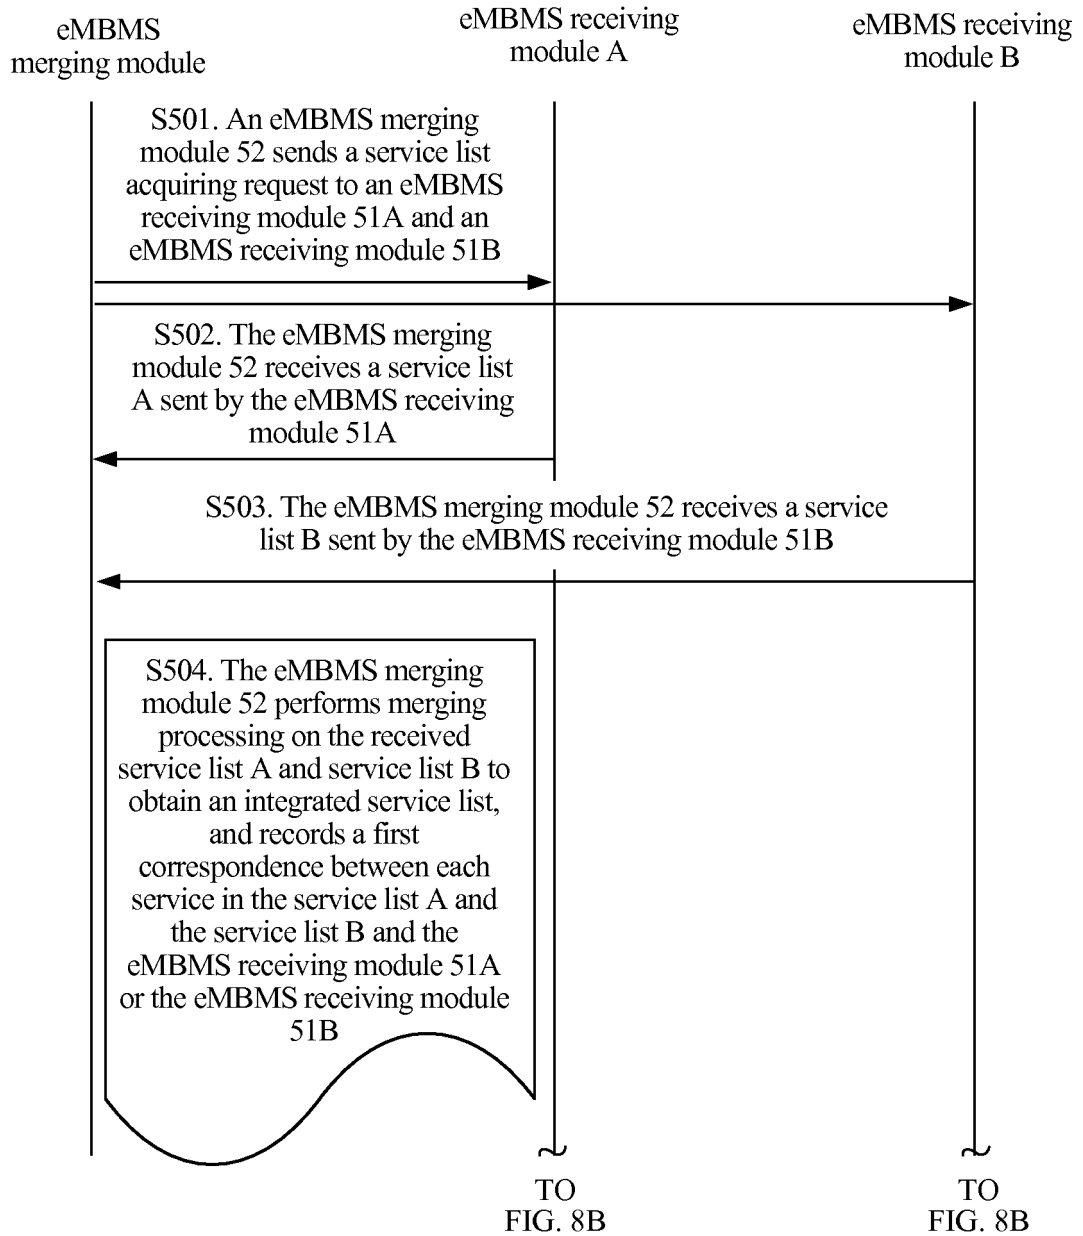 eMBMS
merging module
eMBMS receiving
module A
eMBMS receiving
module B
S501. An eMBMS merging
module 52 sends a service list
acquiring request to an eMBMS
receiving module 51A and an
eMBMS receiving module 51B
S502. The eMBMS merging
module 52 receives a service list
A sent by the eMBMS receiving
module 51A
S503. The eMBMS merging module 52 receives a service
list B sent by the eMBMS receiving module 51B
S504. The eMBMS merging
module 52 performs merging
processing on the received
service list A and service list B to
obtain an integrated service list,
and records a first
correspondence between each
service in the service list A and
the service list B and the
eMBMS receiving module 51A
or the eMBMS receiving module
51B
TO
FIG. 8B
TO
FIG. 8B